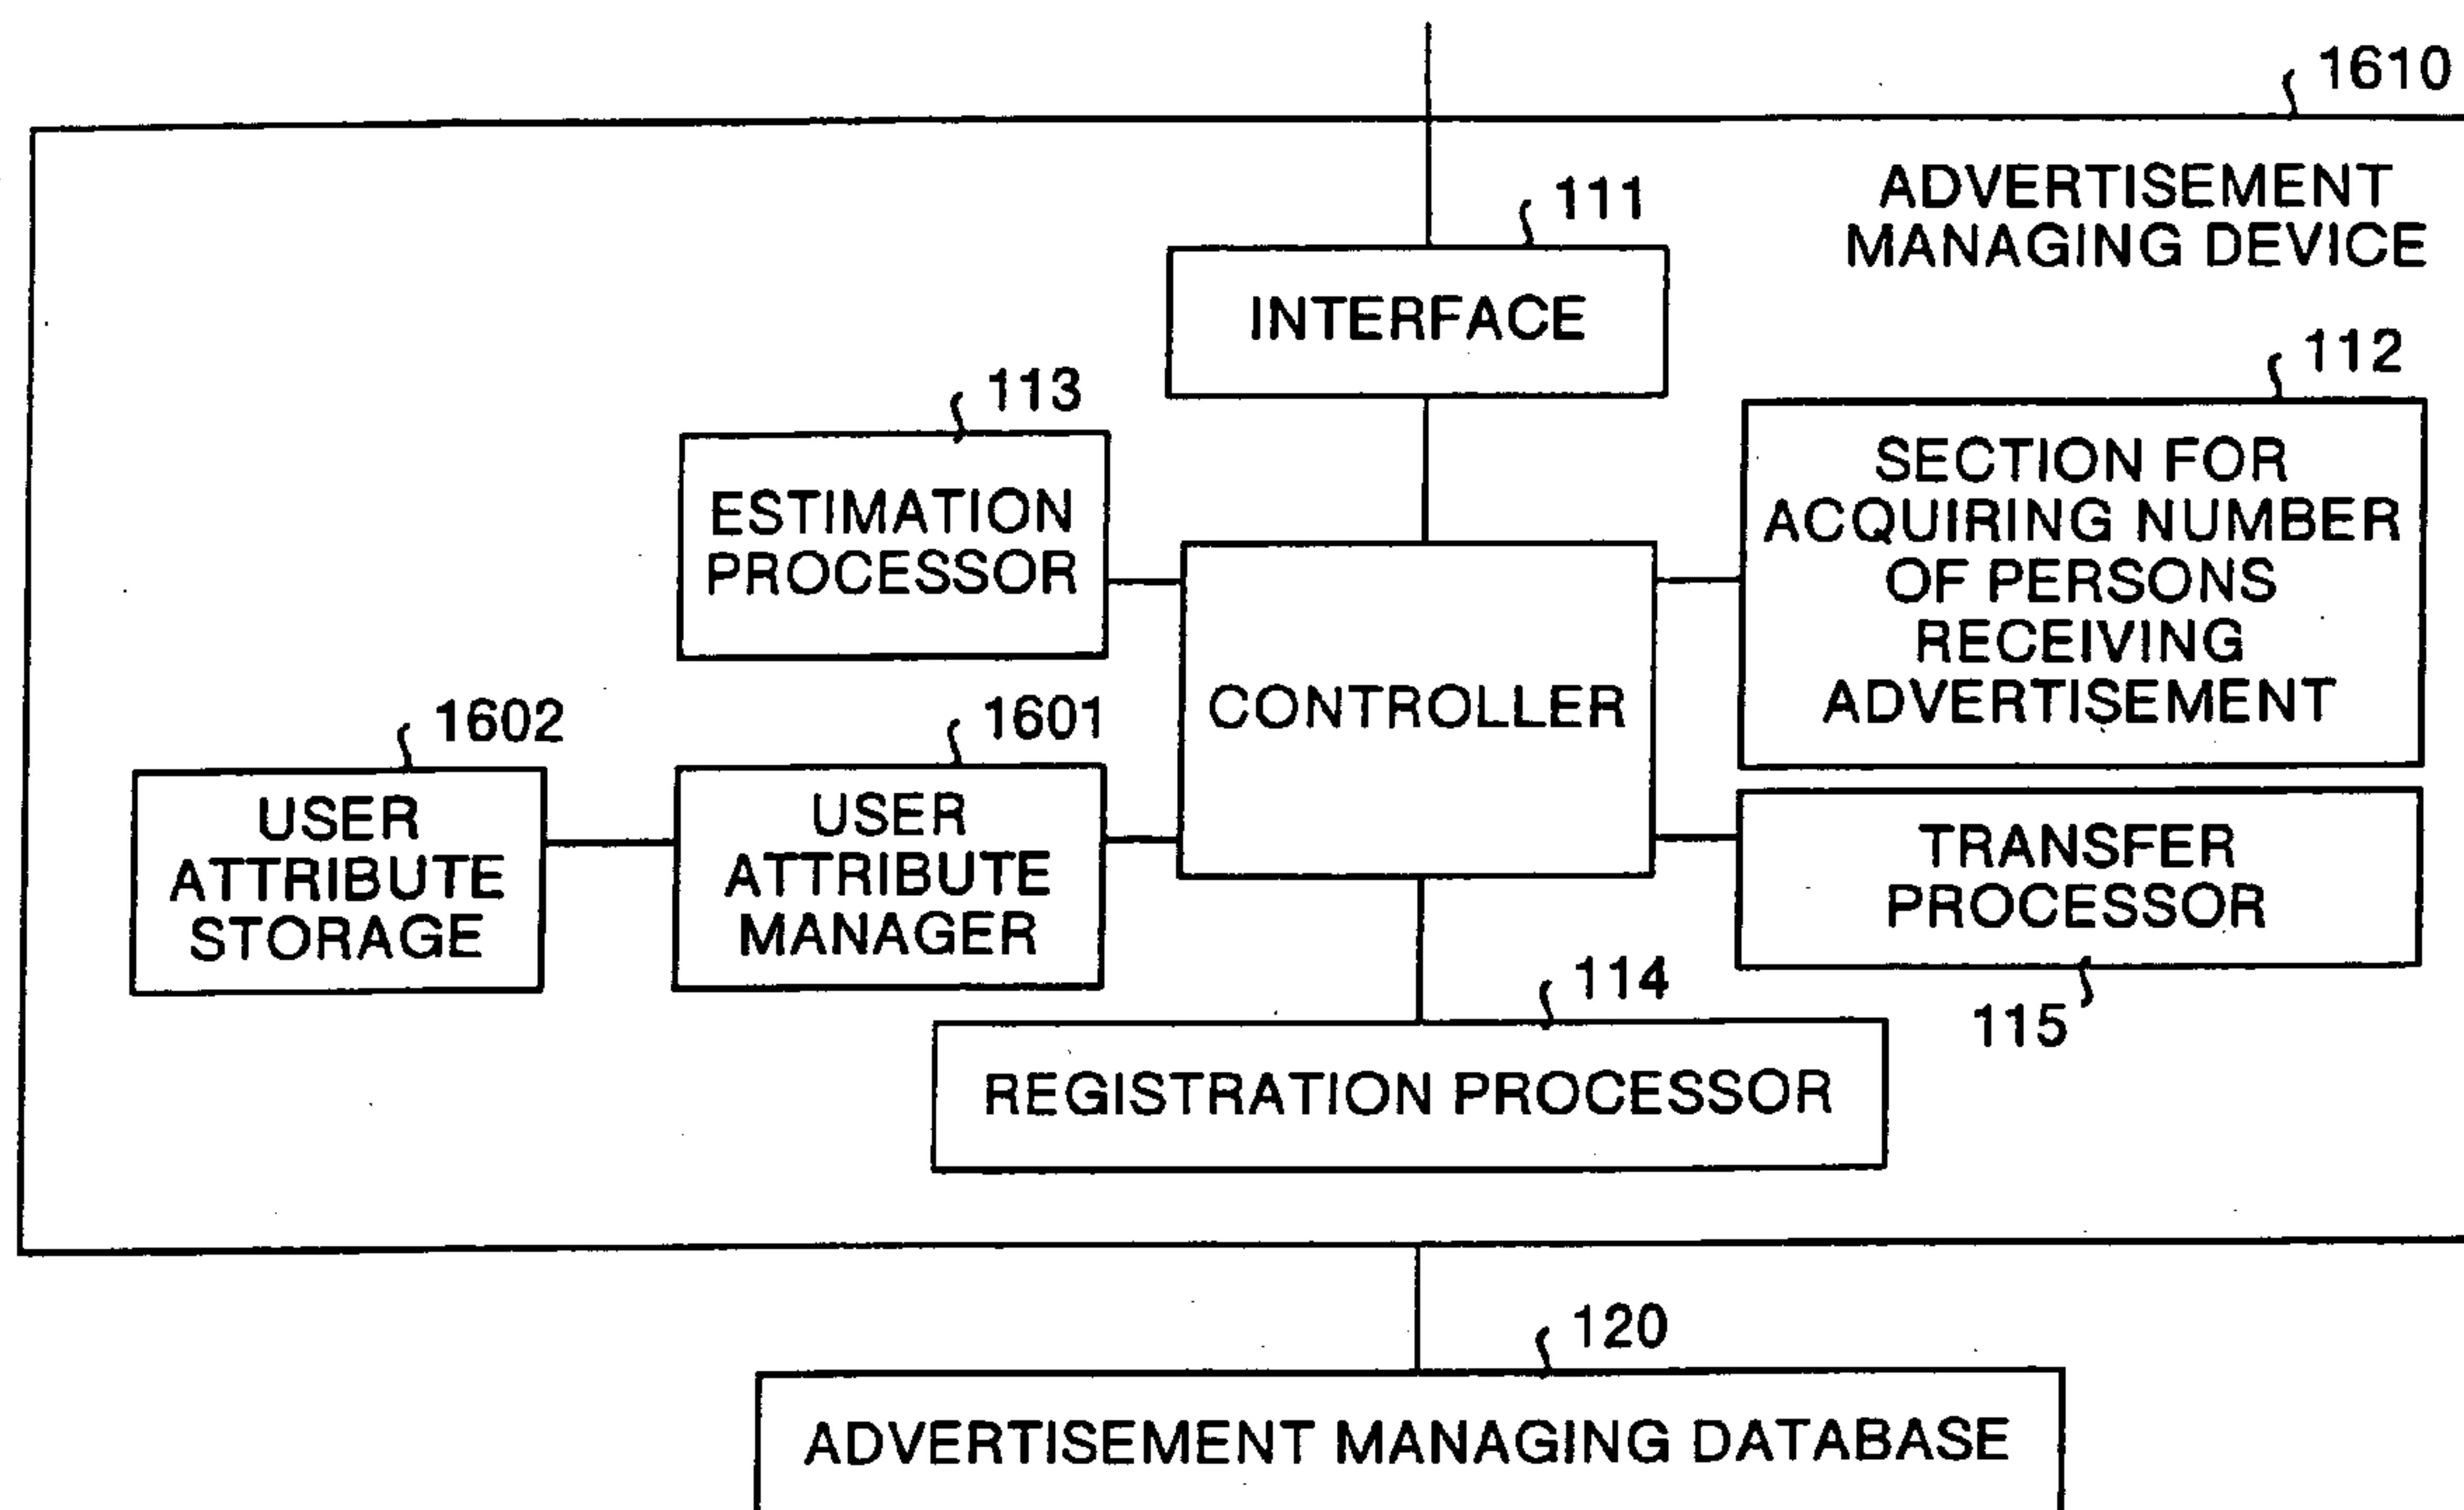 1610
ADVERTISEMENT
MANAGING DEVICE
111
INTERFACE
112
SECTION FOR
ACQUIRING NUMBER
OF PERSONS
RECEIVING
ADVERTISEMENT
113
ESTIMATION
PROCESSOR
CONTROLLER
1602
USER
ATTRIBUTE
STORAGE
1601
USER
ATTRIBUTE
MANAGER
TRANSFER
PROCESSOR
115
114
REGISTRATION PROCESSOR
120
ADVERTISEMENT MANAGING DATABASE